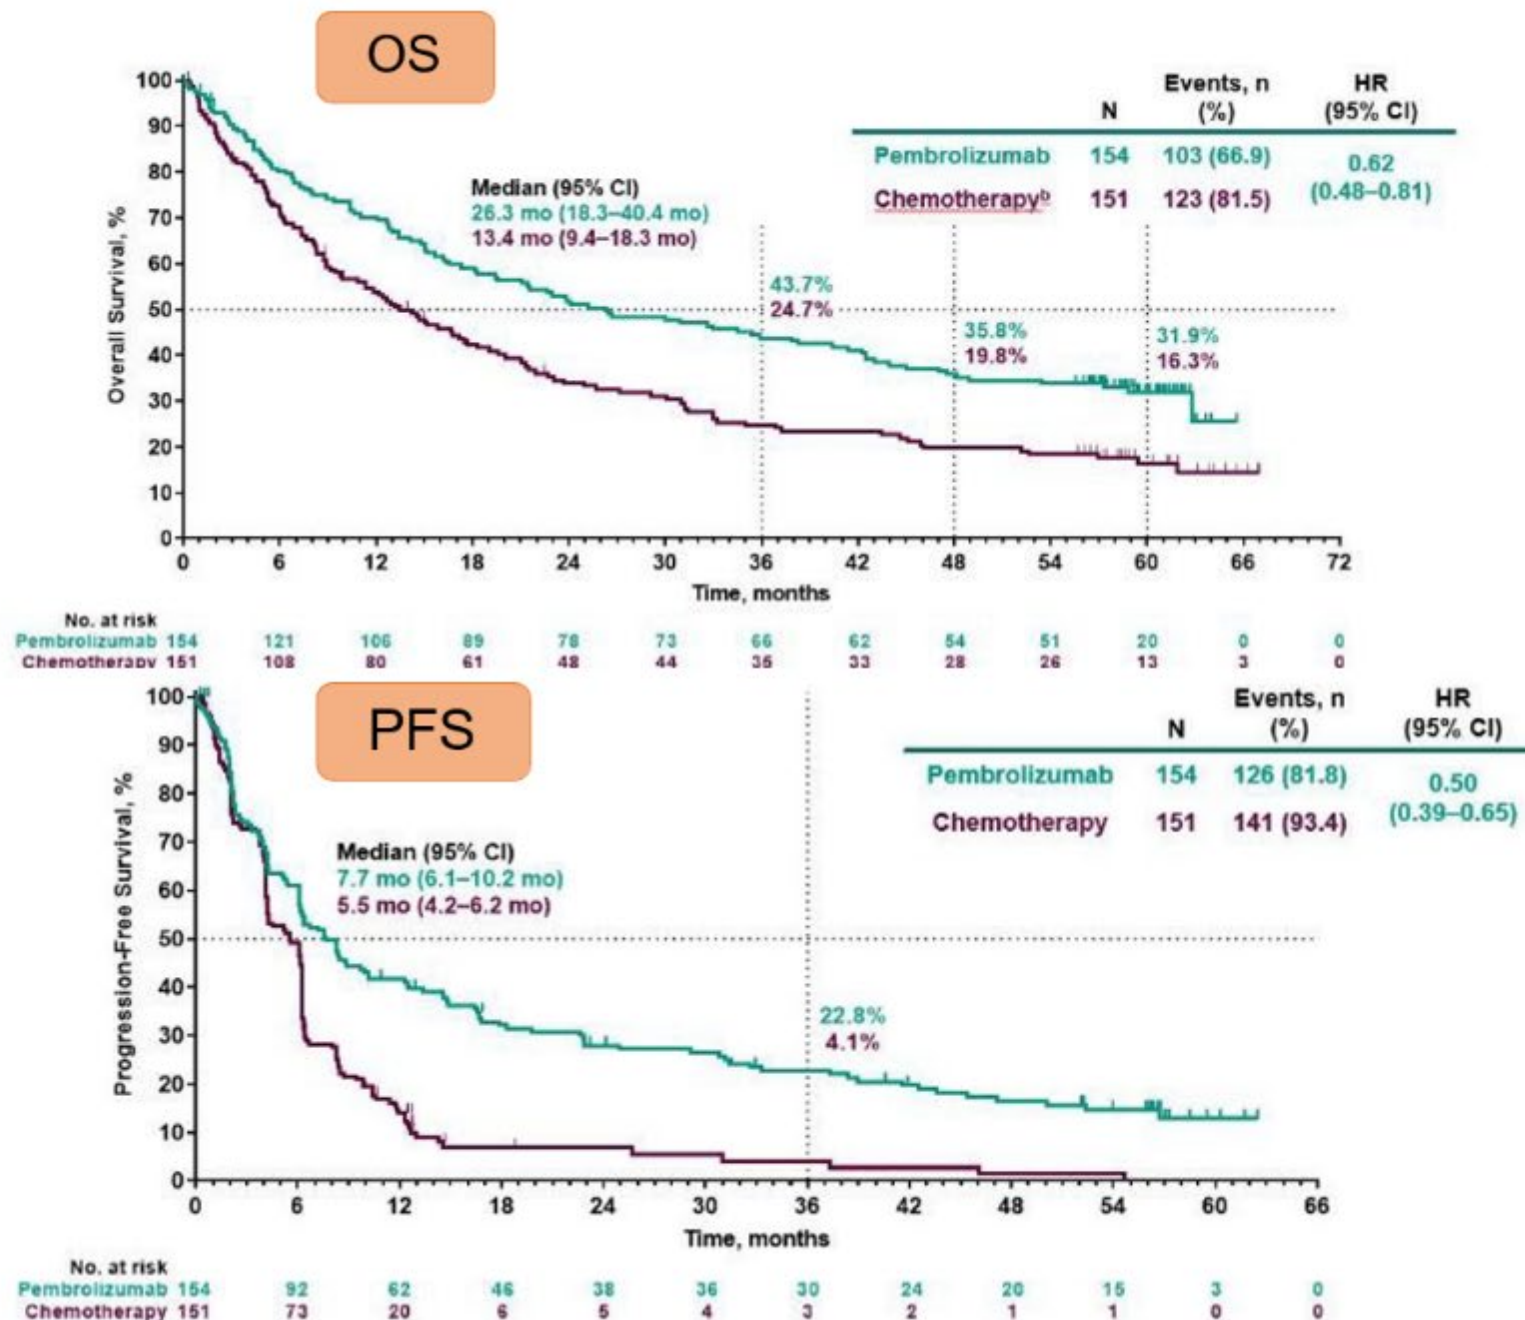 OS
Events, n HR
N (%) (95% CI)
Pembrolizumab 154 103 (66.9) 0.62
Chemotherapyb 151 123 (81.5) (0.48–0.81)
Median (95% CI)
26.3 mo (18.3–40.4 mo)
13.4 mo (9.4–18.3 mo)
43.7%
24.7%
35.8%
19.8%
31.9%
16.3%
Overall Survival, %
100
90
80
70
60
50
40
30
20
10
0
0 6 12 18 24 30 36 42 48 54 60 66 72
Time, months
No. at risk
Pembrolizumab 154 121 106 89 78 73 66 62 54 51 20 0 0
Chemotherapy 151 108 80 61 48 44 35 33 28 26 13 3 0
PFS
Events, n HR
N (%) (95% CI)
Pembrolizumab 154 126 (81.8) 0.50
Chemotherapy 151 141 (93.4) (0.39–0.65)
Median (95% CI)
7.7 mo (6.1–10.2 mo)
5.5 mo (4.2–6.2 mo)
22.8%
4.1%
Progression-Free Survival, %
100
90
80
70
60
50
40
30
20
10
0
0 6 12 18 24 30 36 42 48 54 60 66
Time, months
No. at risk
Pembrolizumab 154 92 62 46 38 36 30 24 20 15 3 0
Chemotherapy 151 73 20 6 5 4 3 2 1 1 0 0